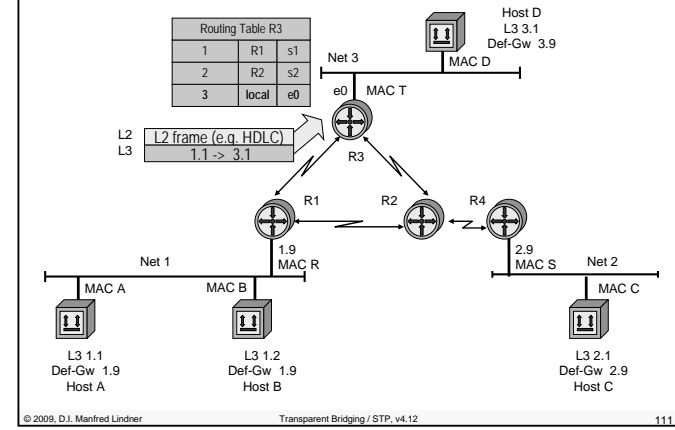 Routing Table R3
1 R1 s1
2 R2 s2
3 local e0
Host D
L3 3.1
Def-Gw 3.9
Net 3
MAC D
e0 MAC T
L2 L2 frame (e.g. HDLC)
L3 1.1 -> 3.1
R3
R1 R2 R4
1.9
MAC R
2.9
MAC S
Net 1
Net 2
MAC A
MAC B
MAC C
L3 1.1
Def-Gw 1.9
Host A
L3 1.2
Def-Gw 1.9
Host B
L3 2.1
Def-Gw 2.9
Host C
© 2009, D.I. Manfred Lindner Transparent Bridging / STP, v4.12 111